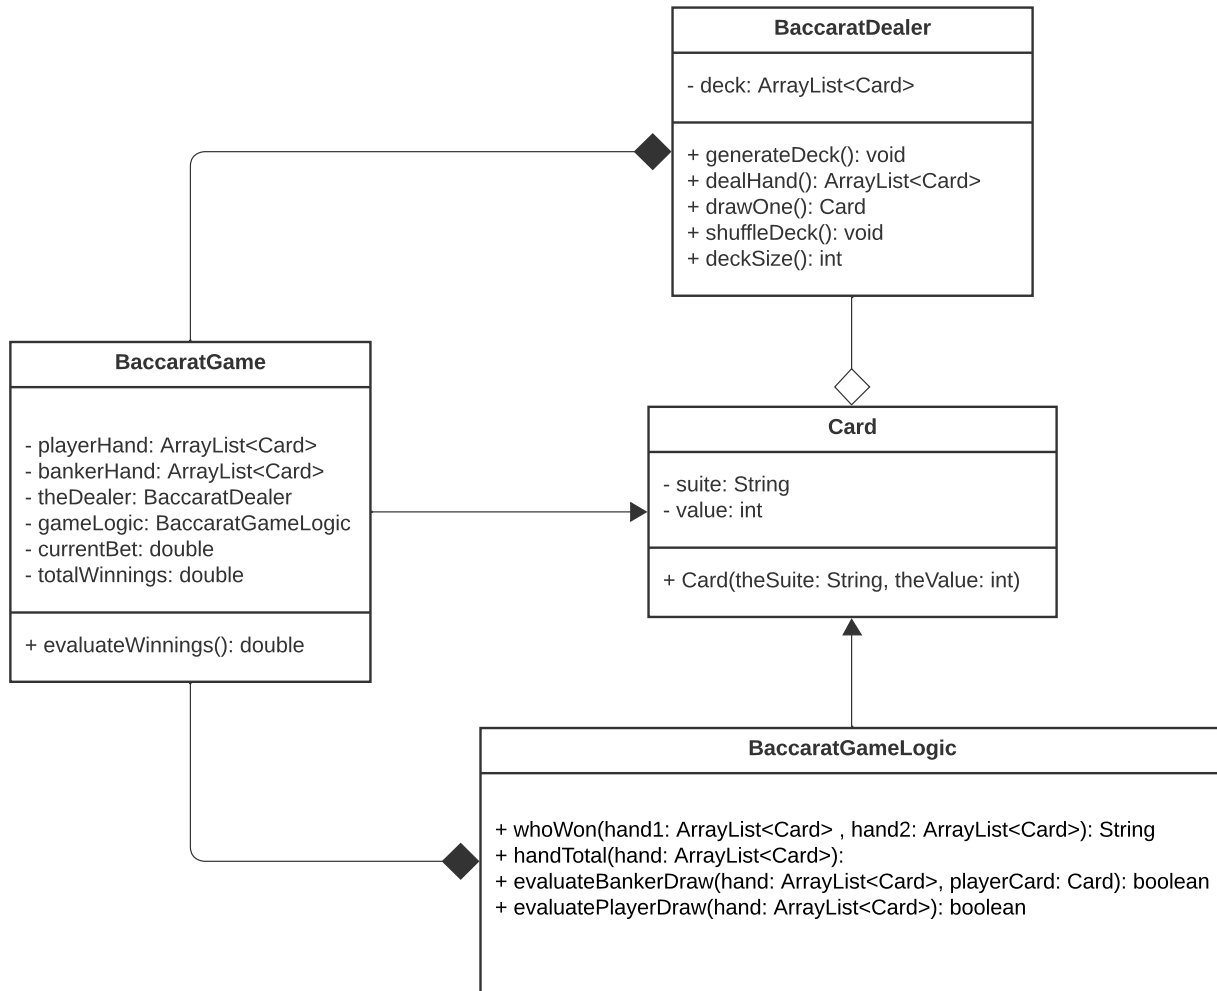 BaccaratDealer
- deck: ArrayList<Card>
+ generateDeck(): void
+ dealHand(): ArrayList<Card>
+ drawOne(): Card
+ shuffleDeck(): void
+ deckSize(): int
BaccaratGame
- playerHand: ArrayList<Card>
- bankerHand: ArrayList<Card>
- theDealer: BaccaratDealer
- gameLogic: BaccaratGameLogic
- currentBet: double
- totalWinnings: double
+ evaluateWinnings(): double
Card
- suite: String
- value: int
+ Card(theSuite: String, theValue: int)
BaccaratGameLogic
+ whoWon(hand1: ArrayList<Card> , hand2: ArrayList<Card>): String
+ handTotal(hand: ArrayList<Card>):
+ evaluateBankerDraw(hand: ArrayList<Card>, playerCard: Card): boolean
+ evaluatePlayerDraw(hand: ArrayList<Card>): boolean